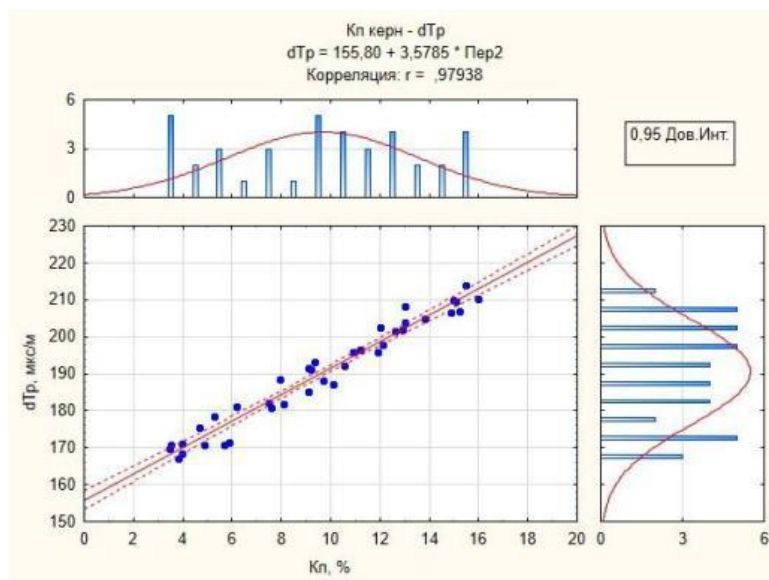 Кп керн - dTp
dTp = 155,80 + 3,5785 * Пер2
Корреляция: r = ,97938
6
3
0
0,95 Дов.Инт.
230
220
210
200
190
180
170
160
150
dTp, мкс/м
0 2 4 6 8 10 12 14 16 18 20
Кп, %
0 3 6